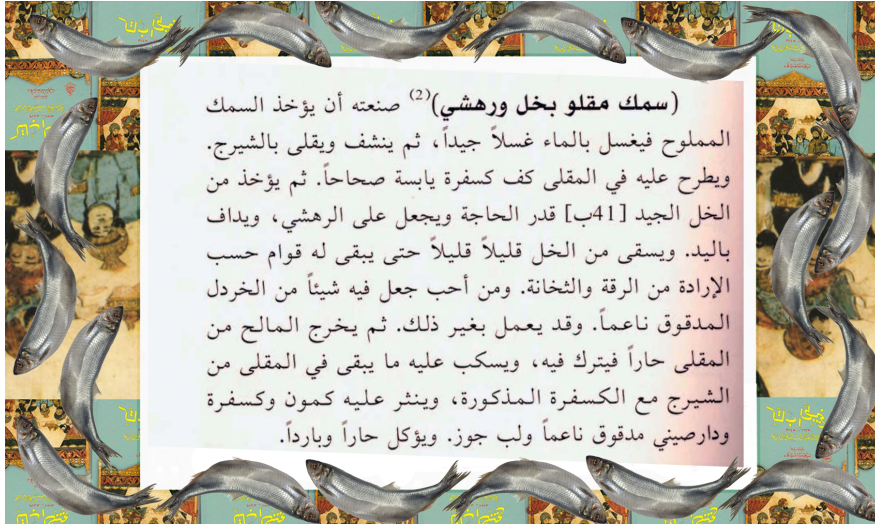 (سمك مقلو بخل ورهشي)(2) صنعته أن يؤخذ السمك
المملوح فيغسل بالماء غسلاً جيداً، ثم ينشف ويقلى بالشيرج.
ويطرح عليه في المقلى كف كسفرة يابسة صحاحاً. ثم يؤخذ من
الخل الجيد [41ب] قدر الحاجة ويجعل على الرهشي، ويداف
باليد. ويسقى من الخل قليلاً قليلاً حتى يبقى له قوام حسب
الإرادة من الرقة والثخانة. ومن أحب جعل فيه شيئاً من الخردل
المدقوق ناعماً. وقد يعمل بغير ذلك. ثم يخرج المالح من
المقلى حاراً فيترك فيه، ويسكب عليه ما يبقى في المقلى من
الشيرج مع الكسفرة المذكورة، وينثر عليه كمون وكسفرة
ودارصيني مدقوق ناعماً ولب جوز. ويؤكل حاراً وبارداً.